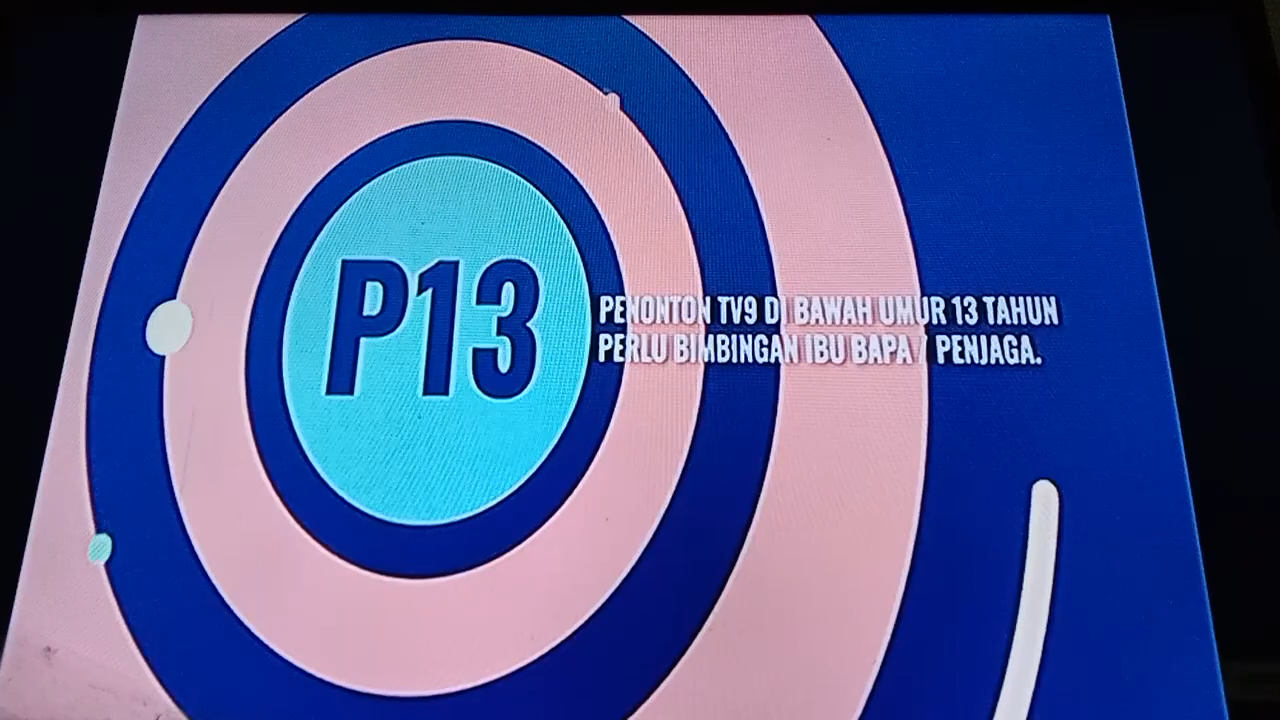 P13
PENONTON TV9 DI BAWAH UMUR 13 TAHUN
PERLU BIMBINGAN IBU BAPA / PENJAGA.